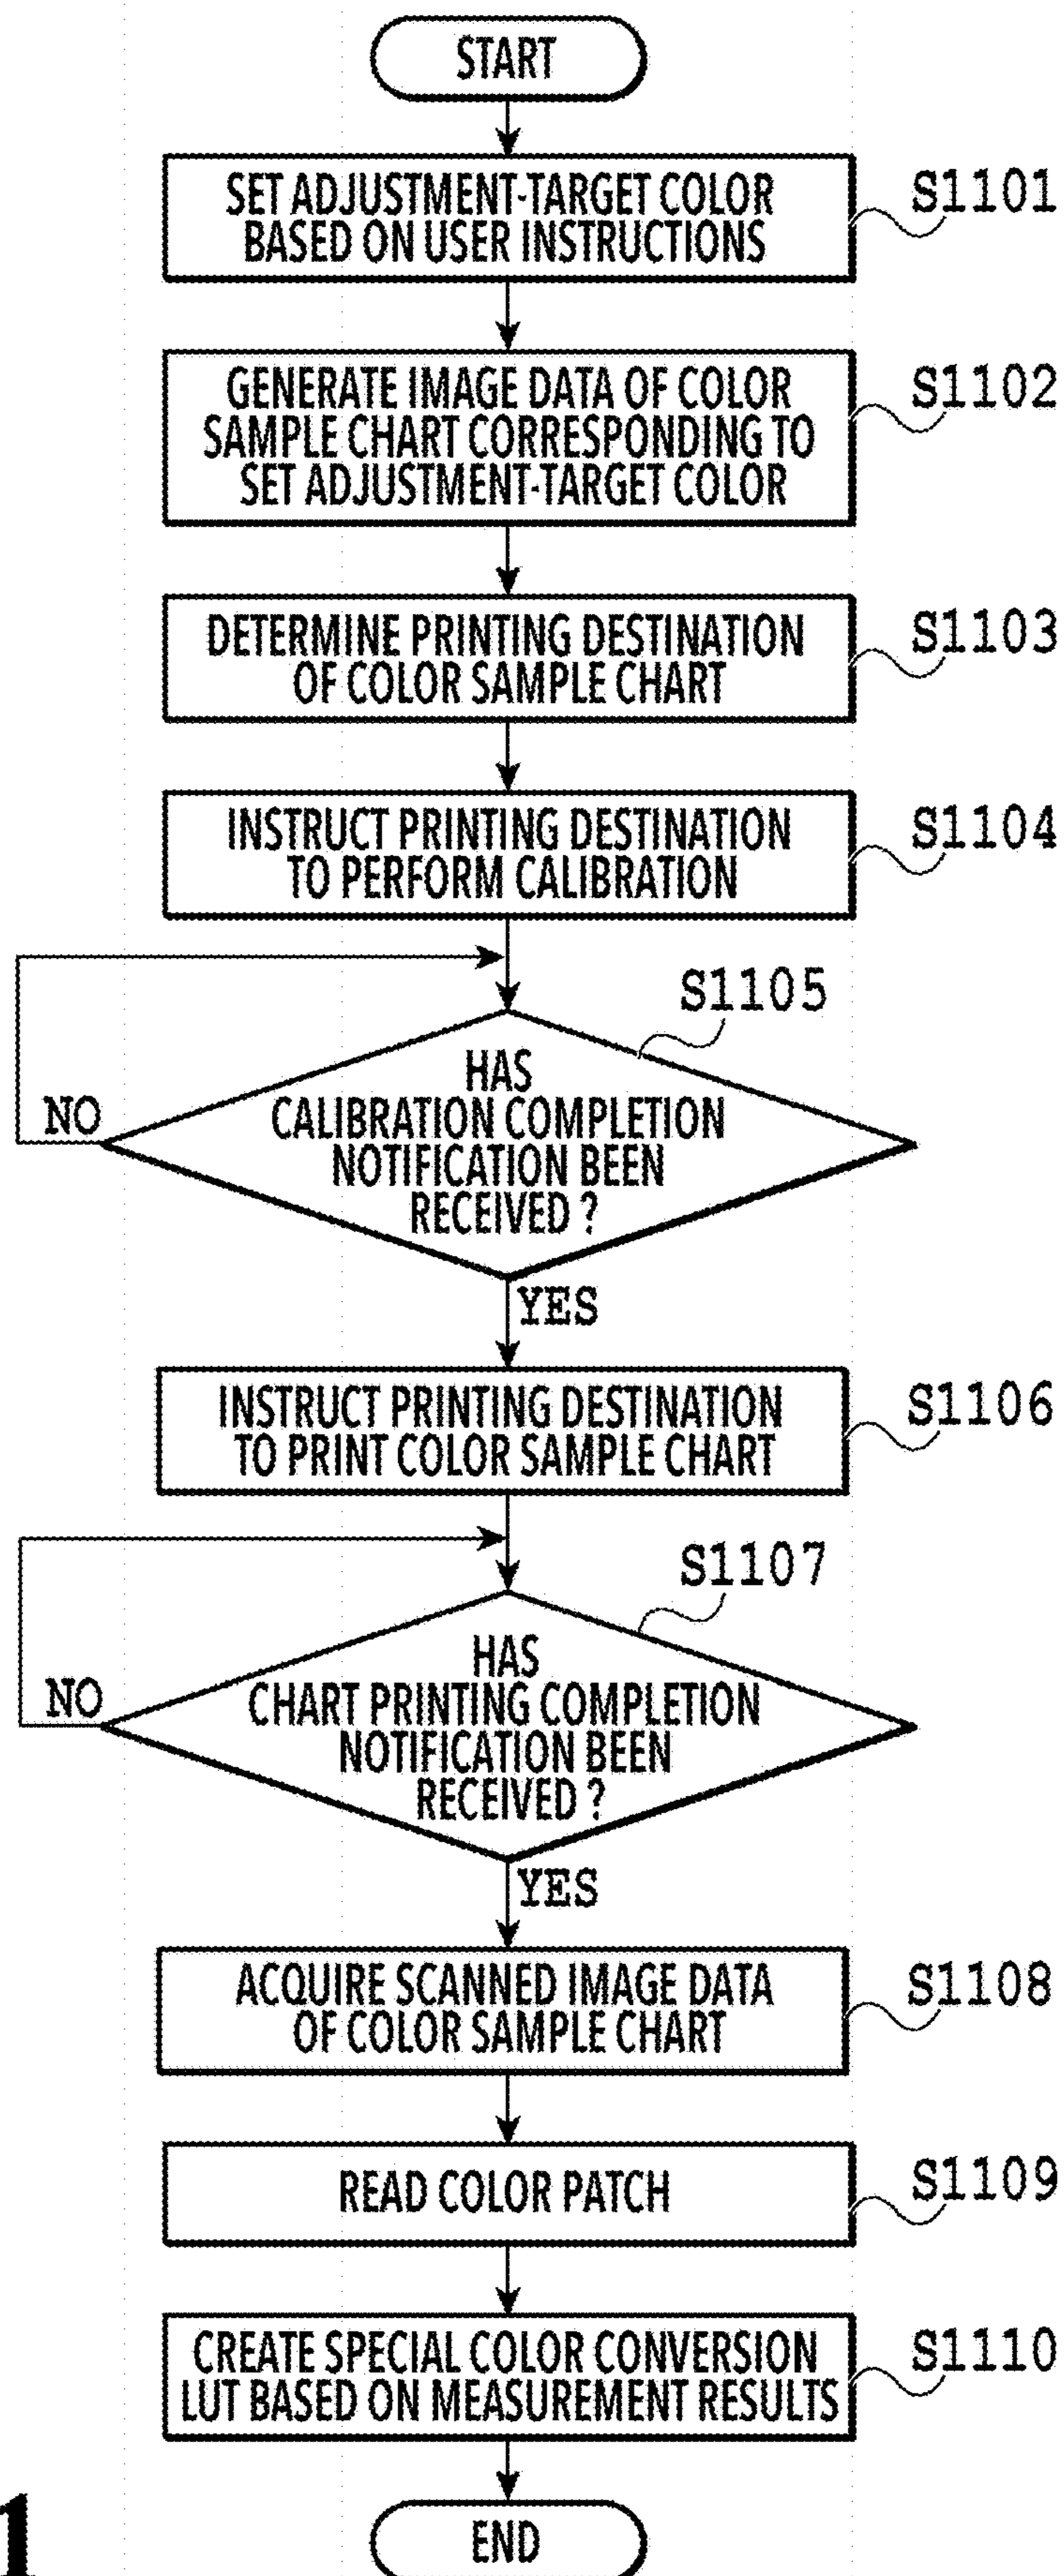 START
SET ADJUSTMENT-TARGET COLOR
BASED ON USER INSTRUCTIONS
S1101
GENERATE IMAGE DATA OF COLOR
SAMPLE CHART CORRESPONDING TO
SET ADJUSTMENT-TARGET COLOR
S1102
DETERMINE PRINTING DESTINATION
OF COLOR SAMPLE CHART
S1103
INSTRUCT PRINTING DESTINATION
TO PERFORM CALIBRATION
S1104
S1105
HAS
CALIBRATION COMPLETION
NOTIFICATION BEEN
RECEIVED ?
NO
YES
INSTRUCT PRINTING DESTINATION
TO PRINT COLOR SAMPLE CHART
S1106
S1107
HAS
CHART PRINTING COMPLETION
NOTIFICATION BEEN
RECEIVED ?
NO
YES
ACQUIRE SCANNED IMAGE DATA
OF COLOR SAMPLE CHART
S1108
READ COLOR PATCH
S1109
CREATE SPECIAL COLOR CONVERSION
LUT BASED ON MEASUREMENT RESULTS
S1110
END
1